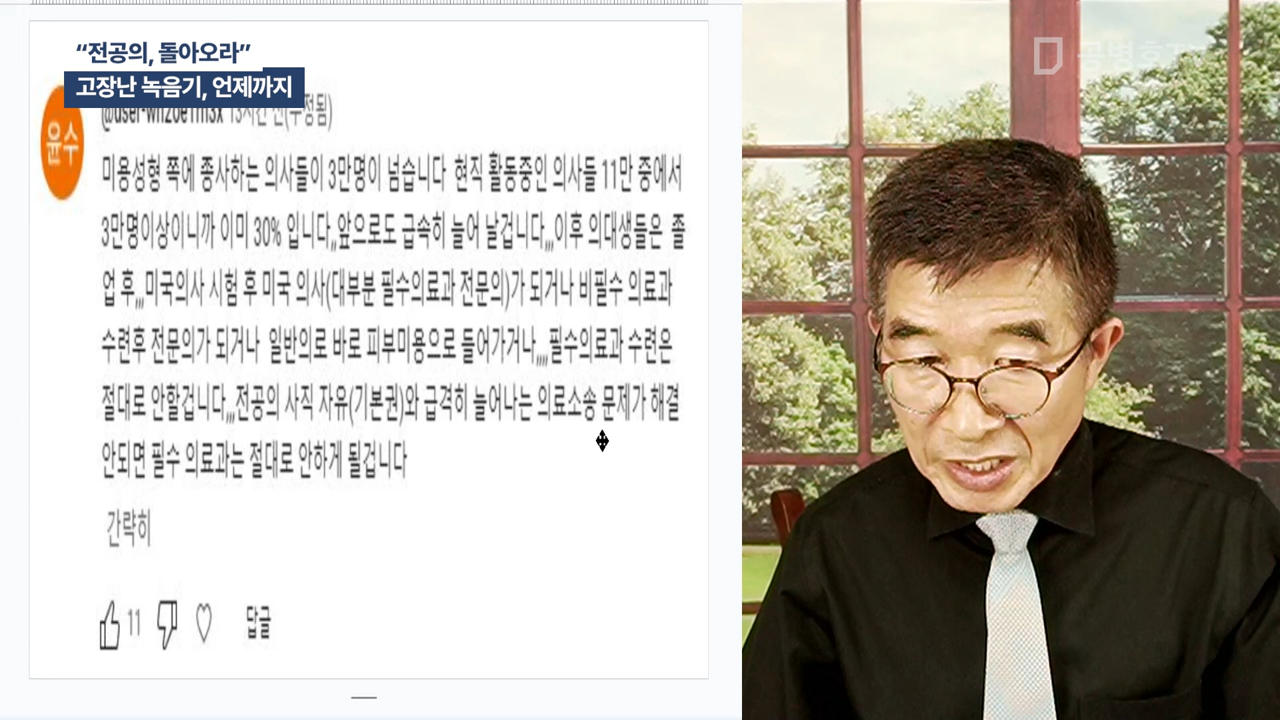 “전공의, 돌아오라”
고장난 녹음기, 언제까지
윤수
13시간 전(수정됨)
미용성형 쪽에 종사하는 의사들이 3만명이 넘습니다 현직 활동중인 의사들 11만 중에서
3만명이상이니까 이미 30% 입니다,,앞으로도 급속히 늘어 날겁니다,,,이후 의대생들은 졸
업 후,,,미국의사 시험 후 미국 의사(대부분 필수의료과 전문의)가 되거나 비필수 의료과
수련후 전문의가 되거나 일반의로 바로 피부미용으로 들어가거나,,,,필수의료과 수련은
절대로 안할겁니다,,,전공의 사직 자유(기본권)와 급격히 늘어나는 의료소송 문제가 해결
안되면 필수 의료과는 절대로 안하게 될겁니다
간략히
11 답글